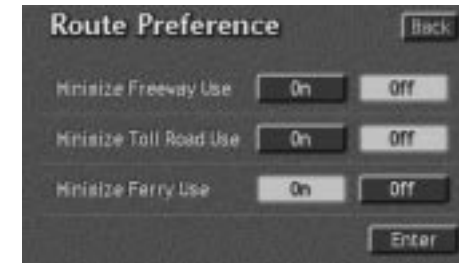 Route Preference Back
Minimize Freeway Use On Off
Minimize Toll Road Use On Off
Minimize Ferry Use On Off
Enter